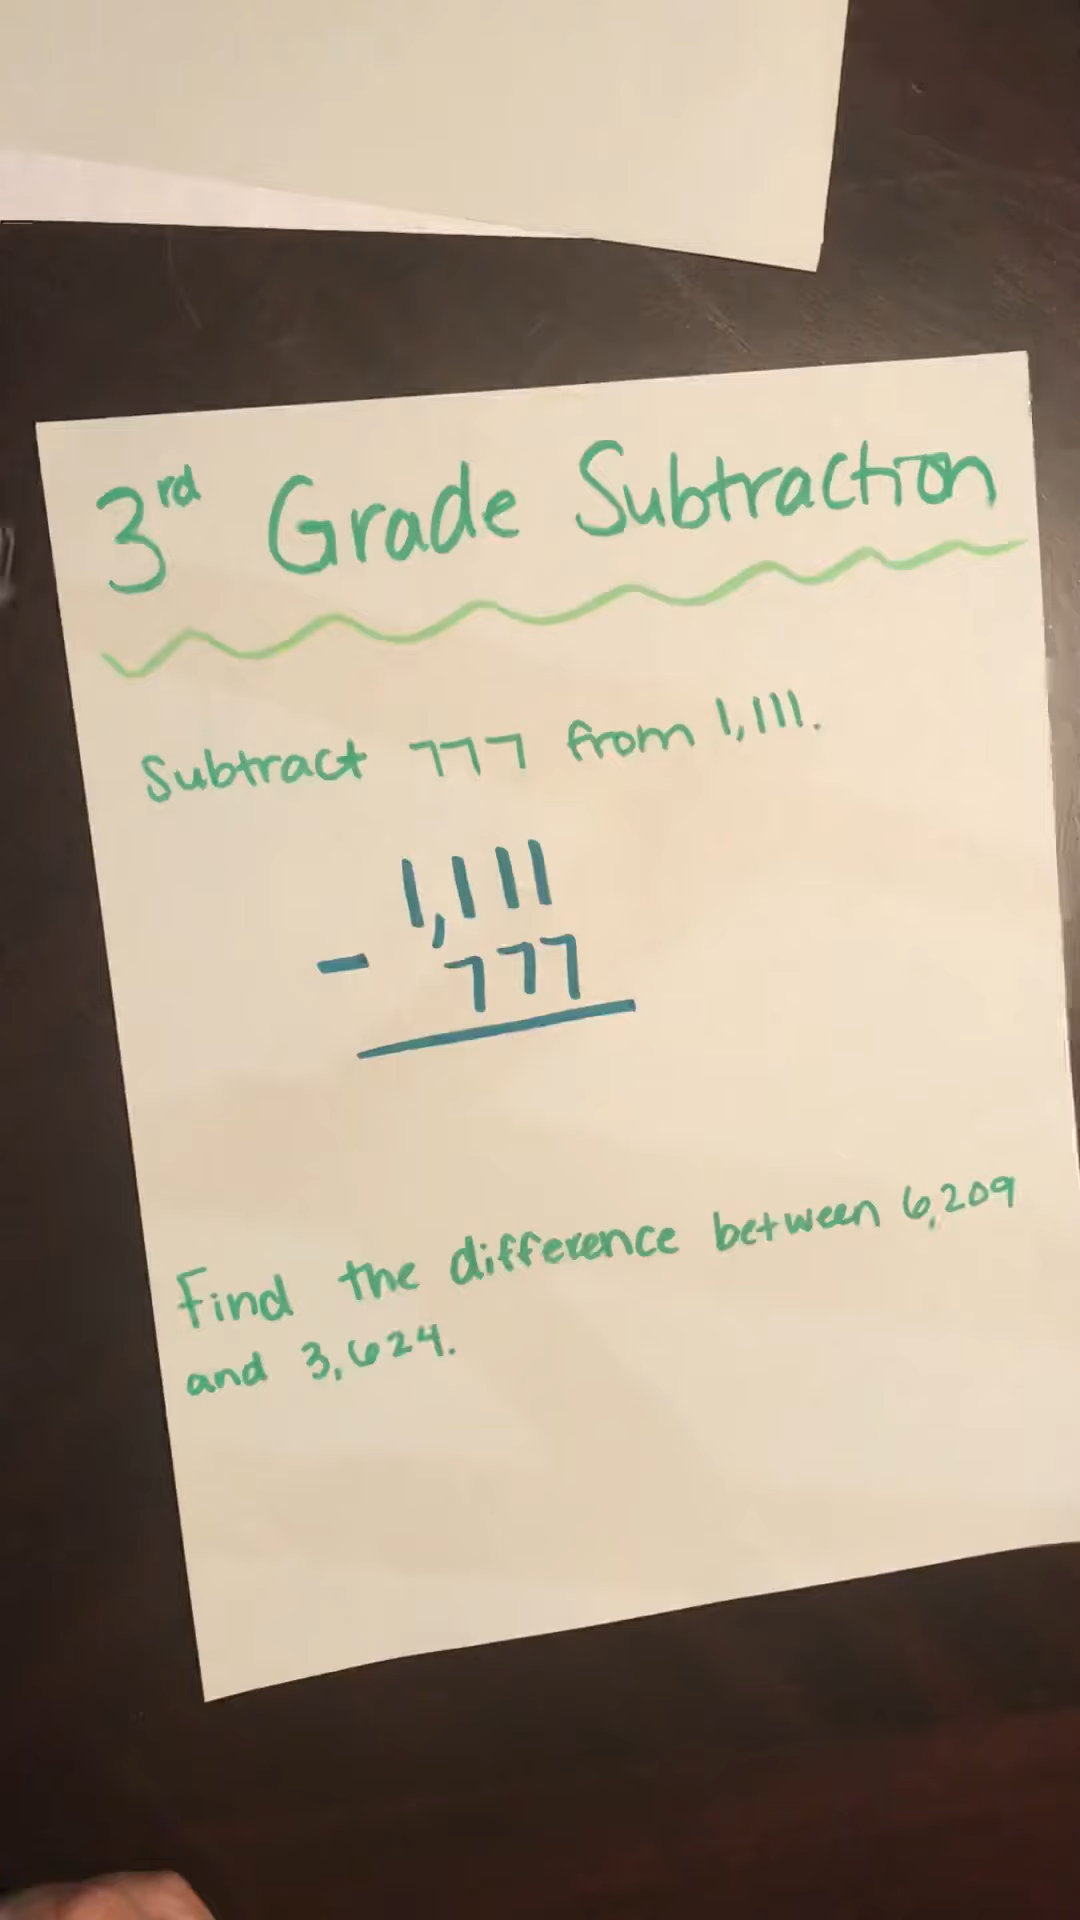 3rd Grade Subtraction
Subtract 777 from 1,111.
1,111
- 777
Find the difference between 6,209
and 3,624.